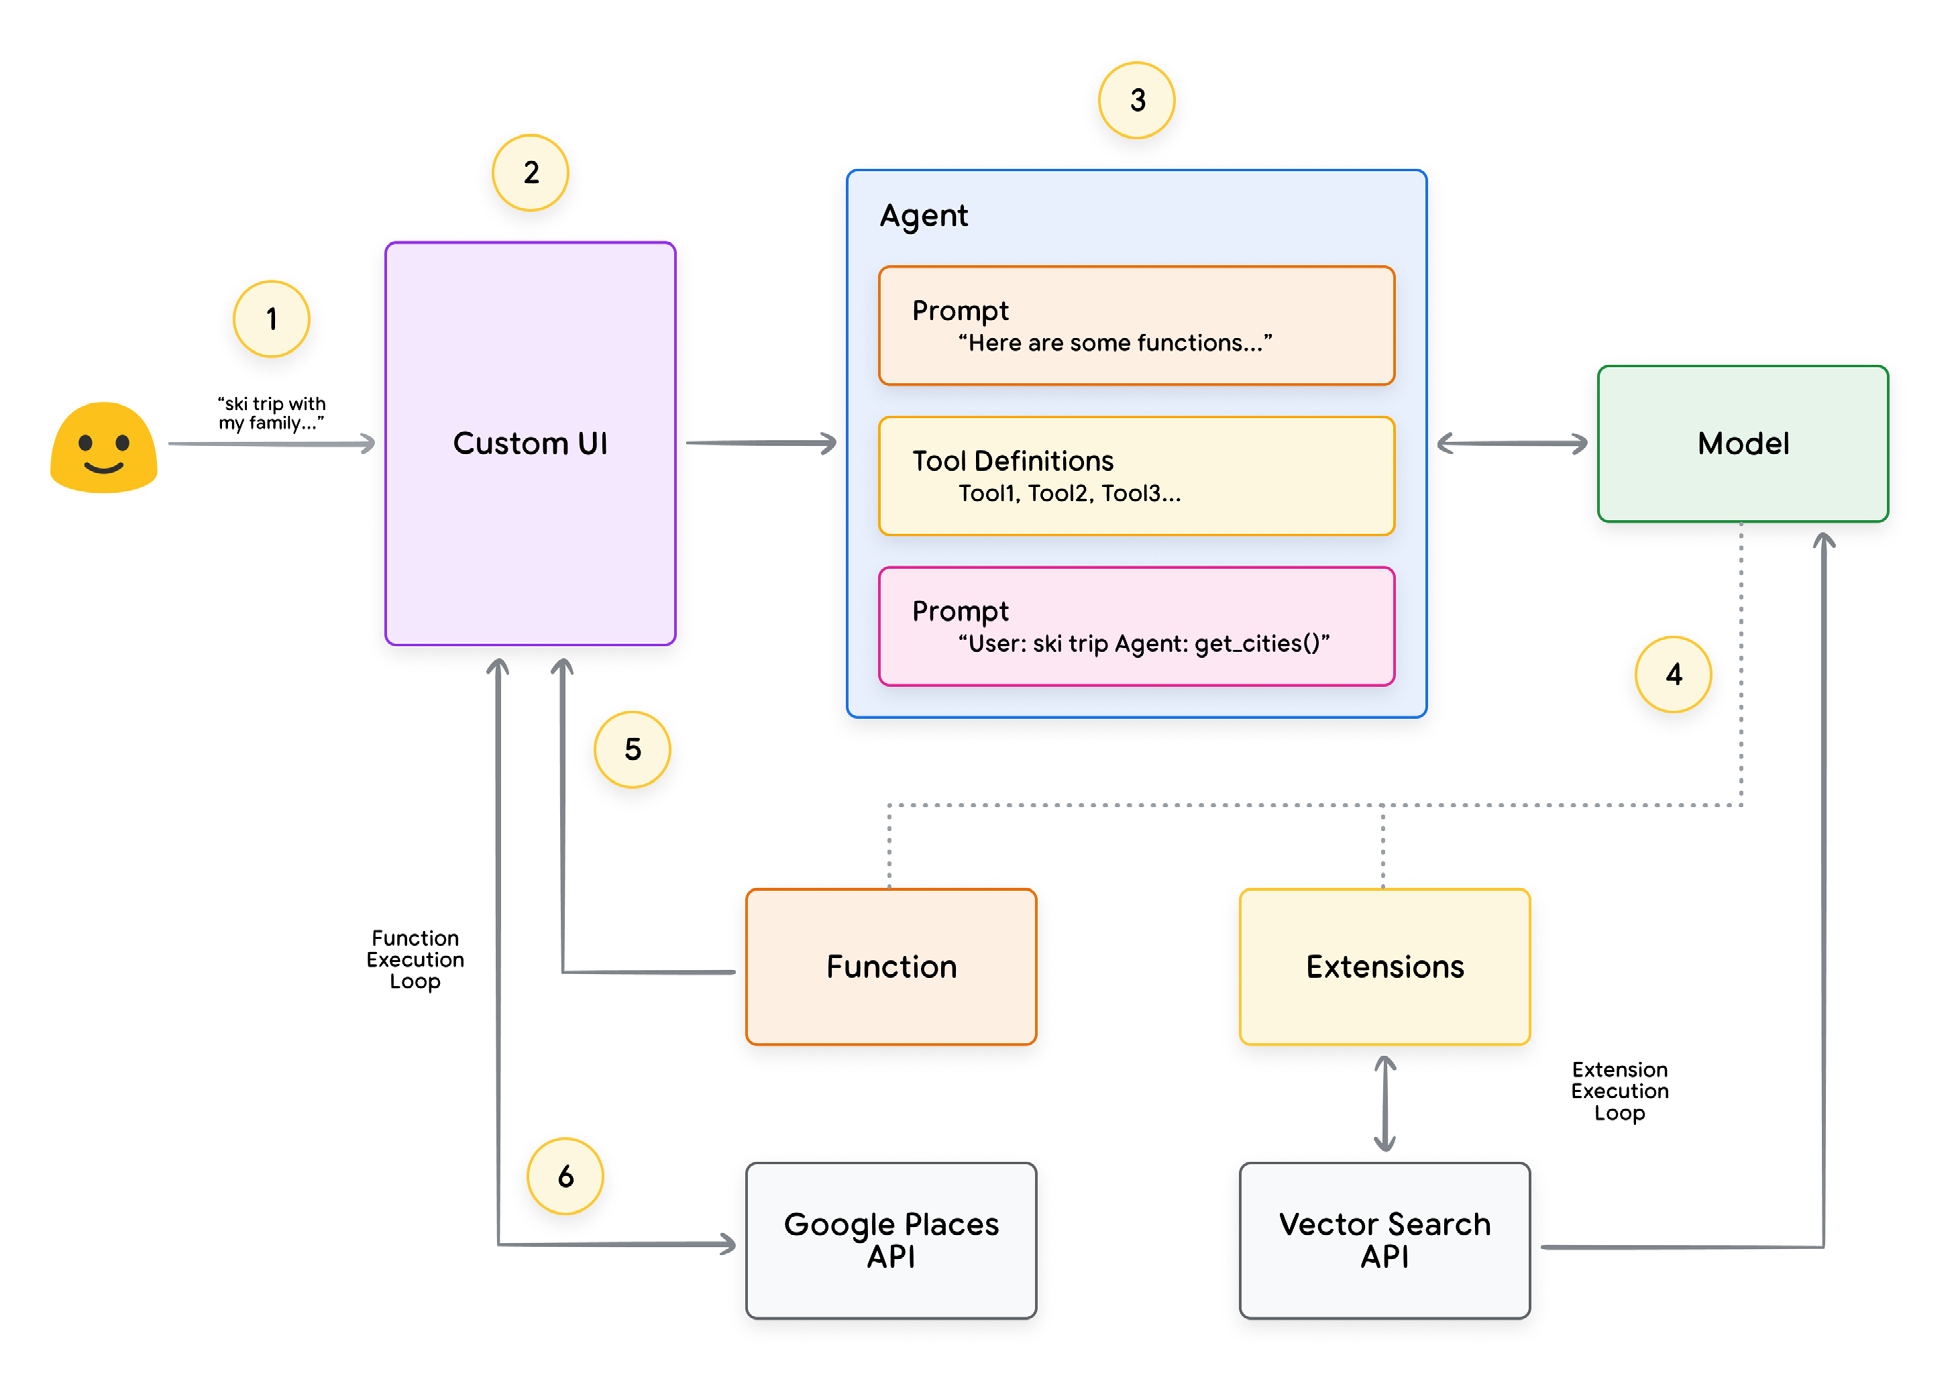 3
2
Agent
1
Prompt
“Here are some functions...”
“ski trip with
my family...”
Custom UI
Tool Definitions
Tool1, Tool2, Tool3...
Model
Prompt
“User: ski trip Agent: get_cities()”
4
5
Function
Execution
Loop
Function
Extensions
Extension
Execution
Loop
6
Google Places
API
Vector Search
API